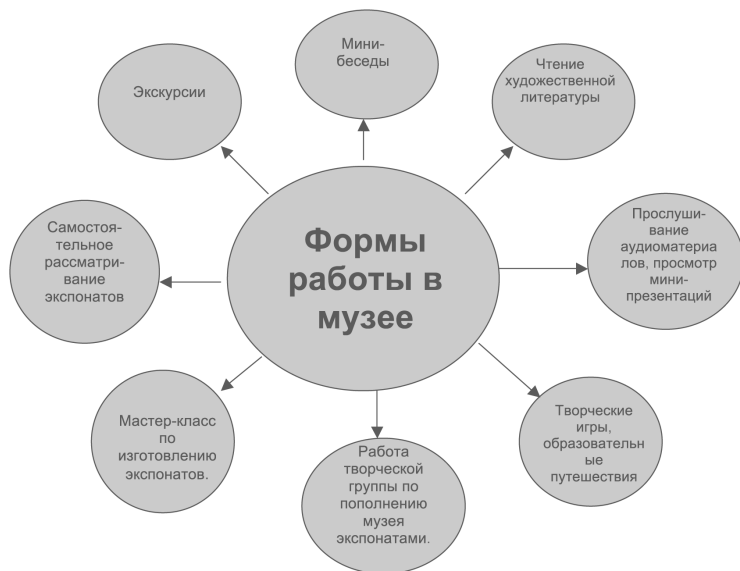 Мини-
беседы
Экскурсии
Чтение
художественной
литературы
Формы
работы в
музее
Самостоя-
тельное
рассматри-
вание
экспонатов
Прослуши-
вание
аудиоматериа
лов, просмотр
мини-
презентаций
Мастер-класс
по
изготовлению
экспонатов.
Работа
творческой
группы по
пополнению
музея
экспонатами.
Творческие
игры,
образовательн
ые
путешествия